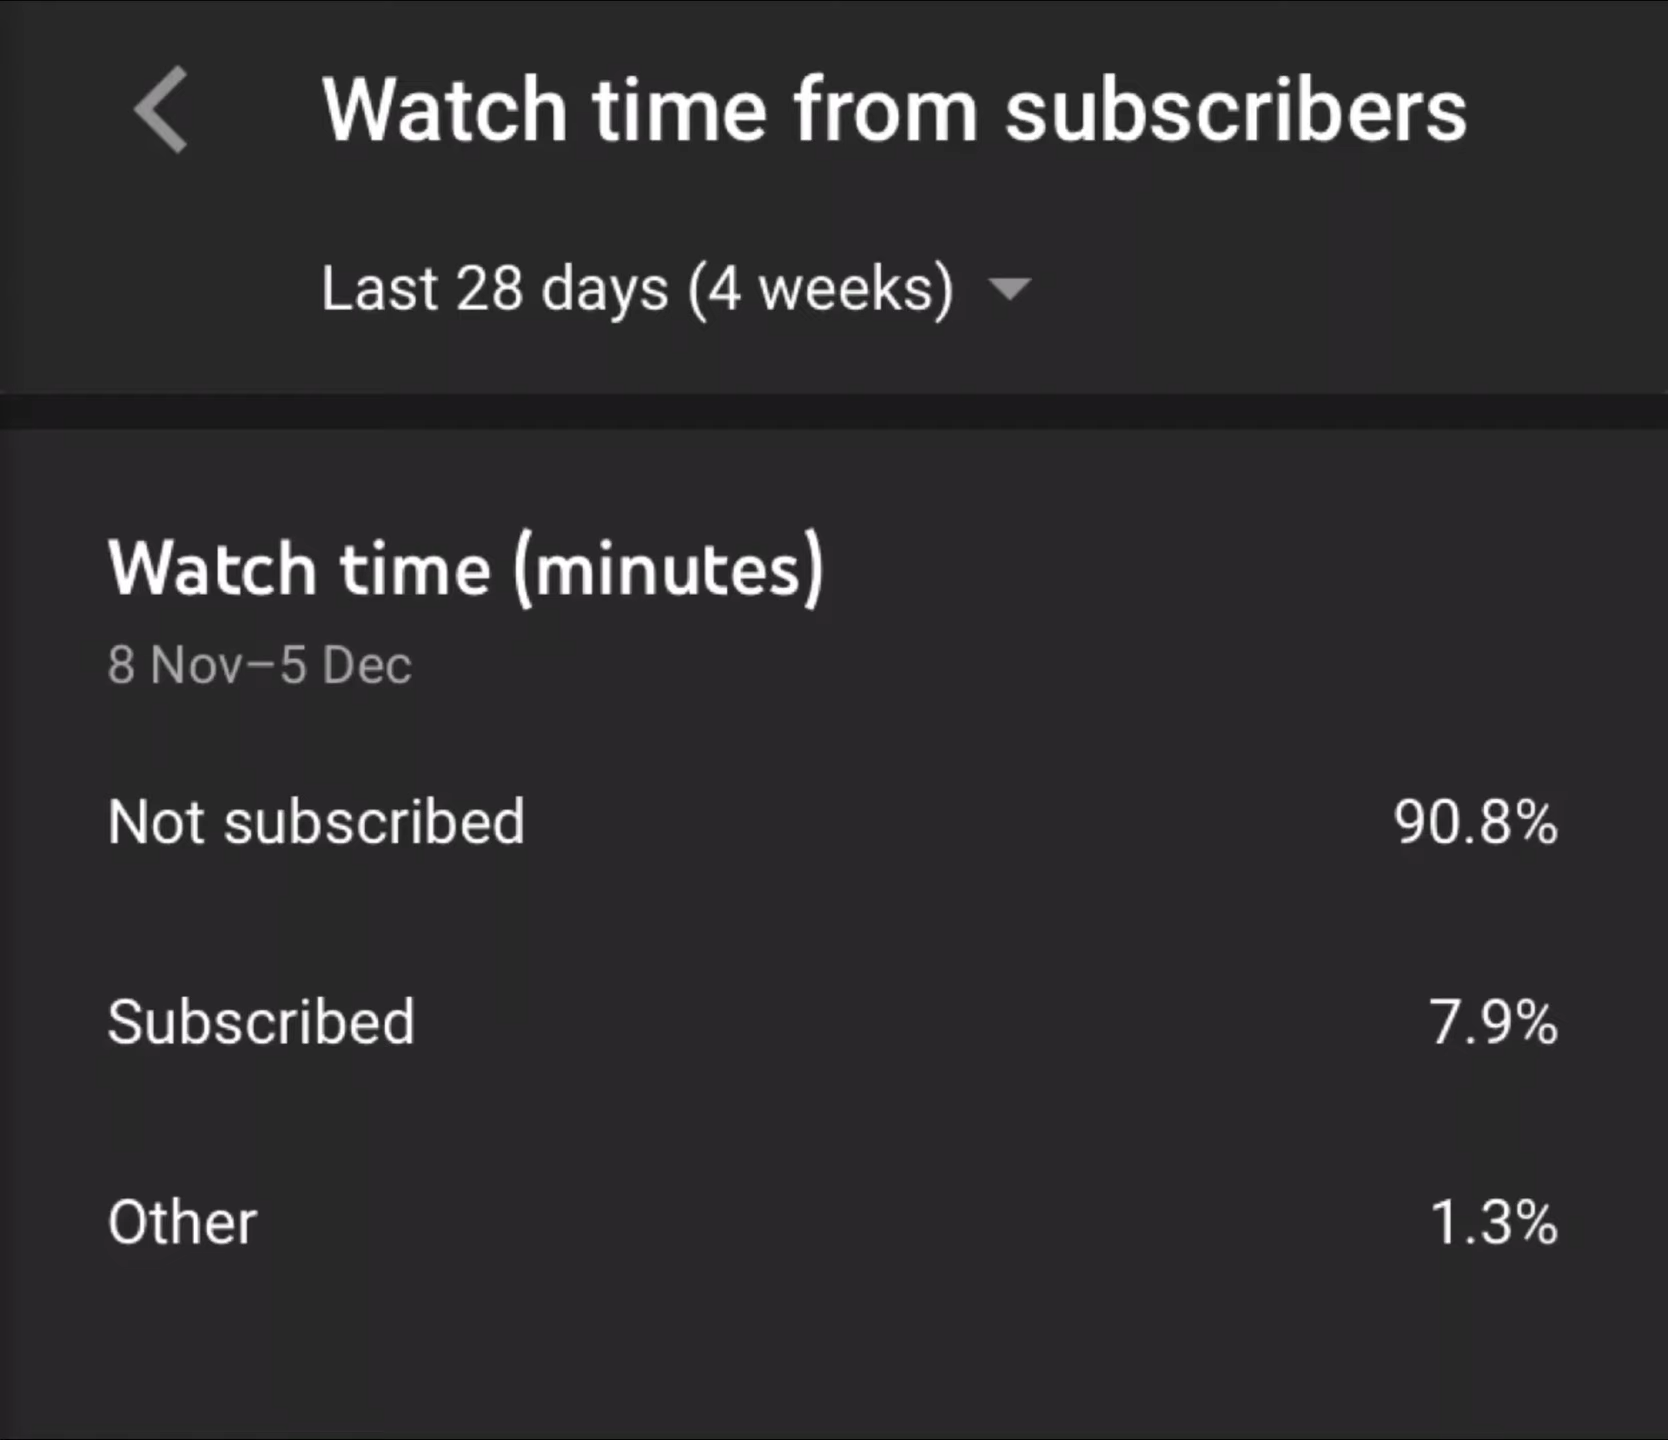 Watch time from subscribers
Last 28 days (4 weeks)
Watch time (minutes)
8 Nov–5 Dec
Not subscribed 90.8%
Subscribed 7.9%
Other 1.3%